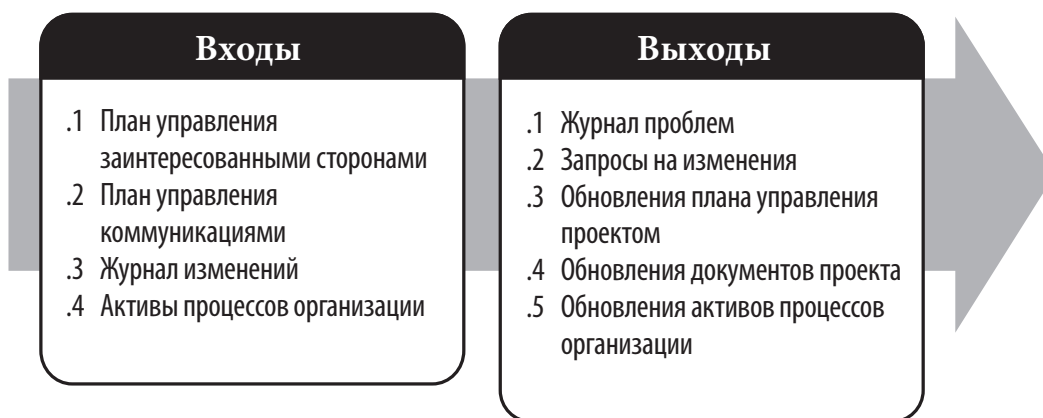 Входы
.1 План управления
заинтересованными сторонами
.2 План управления
коммуникациями
.3 Журнал изменений
.4 Активы процессов организации
Выходы
.1 Журнал проблем
.2 Запросы на изменения
.3 Обновления плана управления
проектом
.4 Обновления документов проекта
.5 Обновления активов процессов
организации